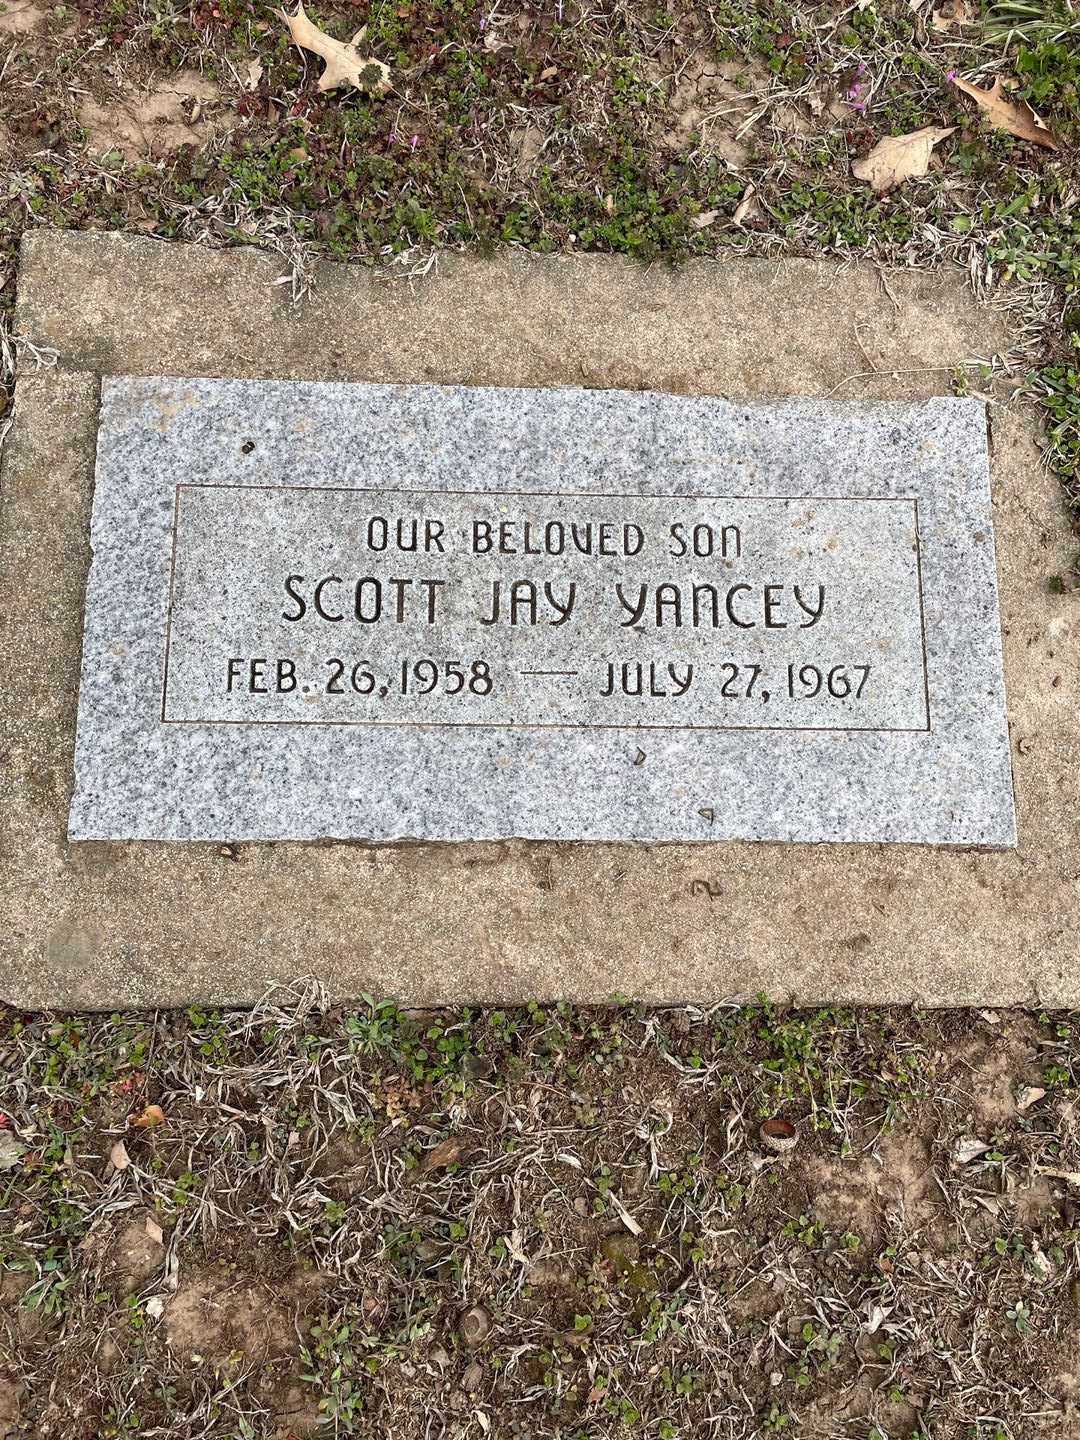 OUR BELOVED SON
SCOTT JAY YANCEY
FEB. 26, 1958 — JULY 27, 1967